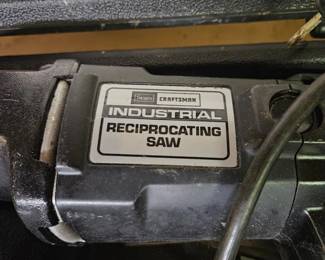 SEARS CRAFTSMAN
INDUSTRIAL
RECIPROCATING
SAW